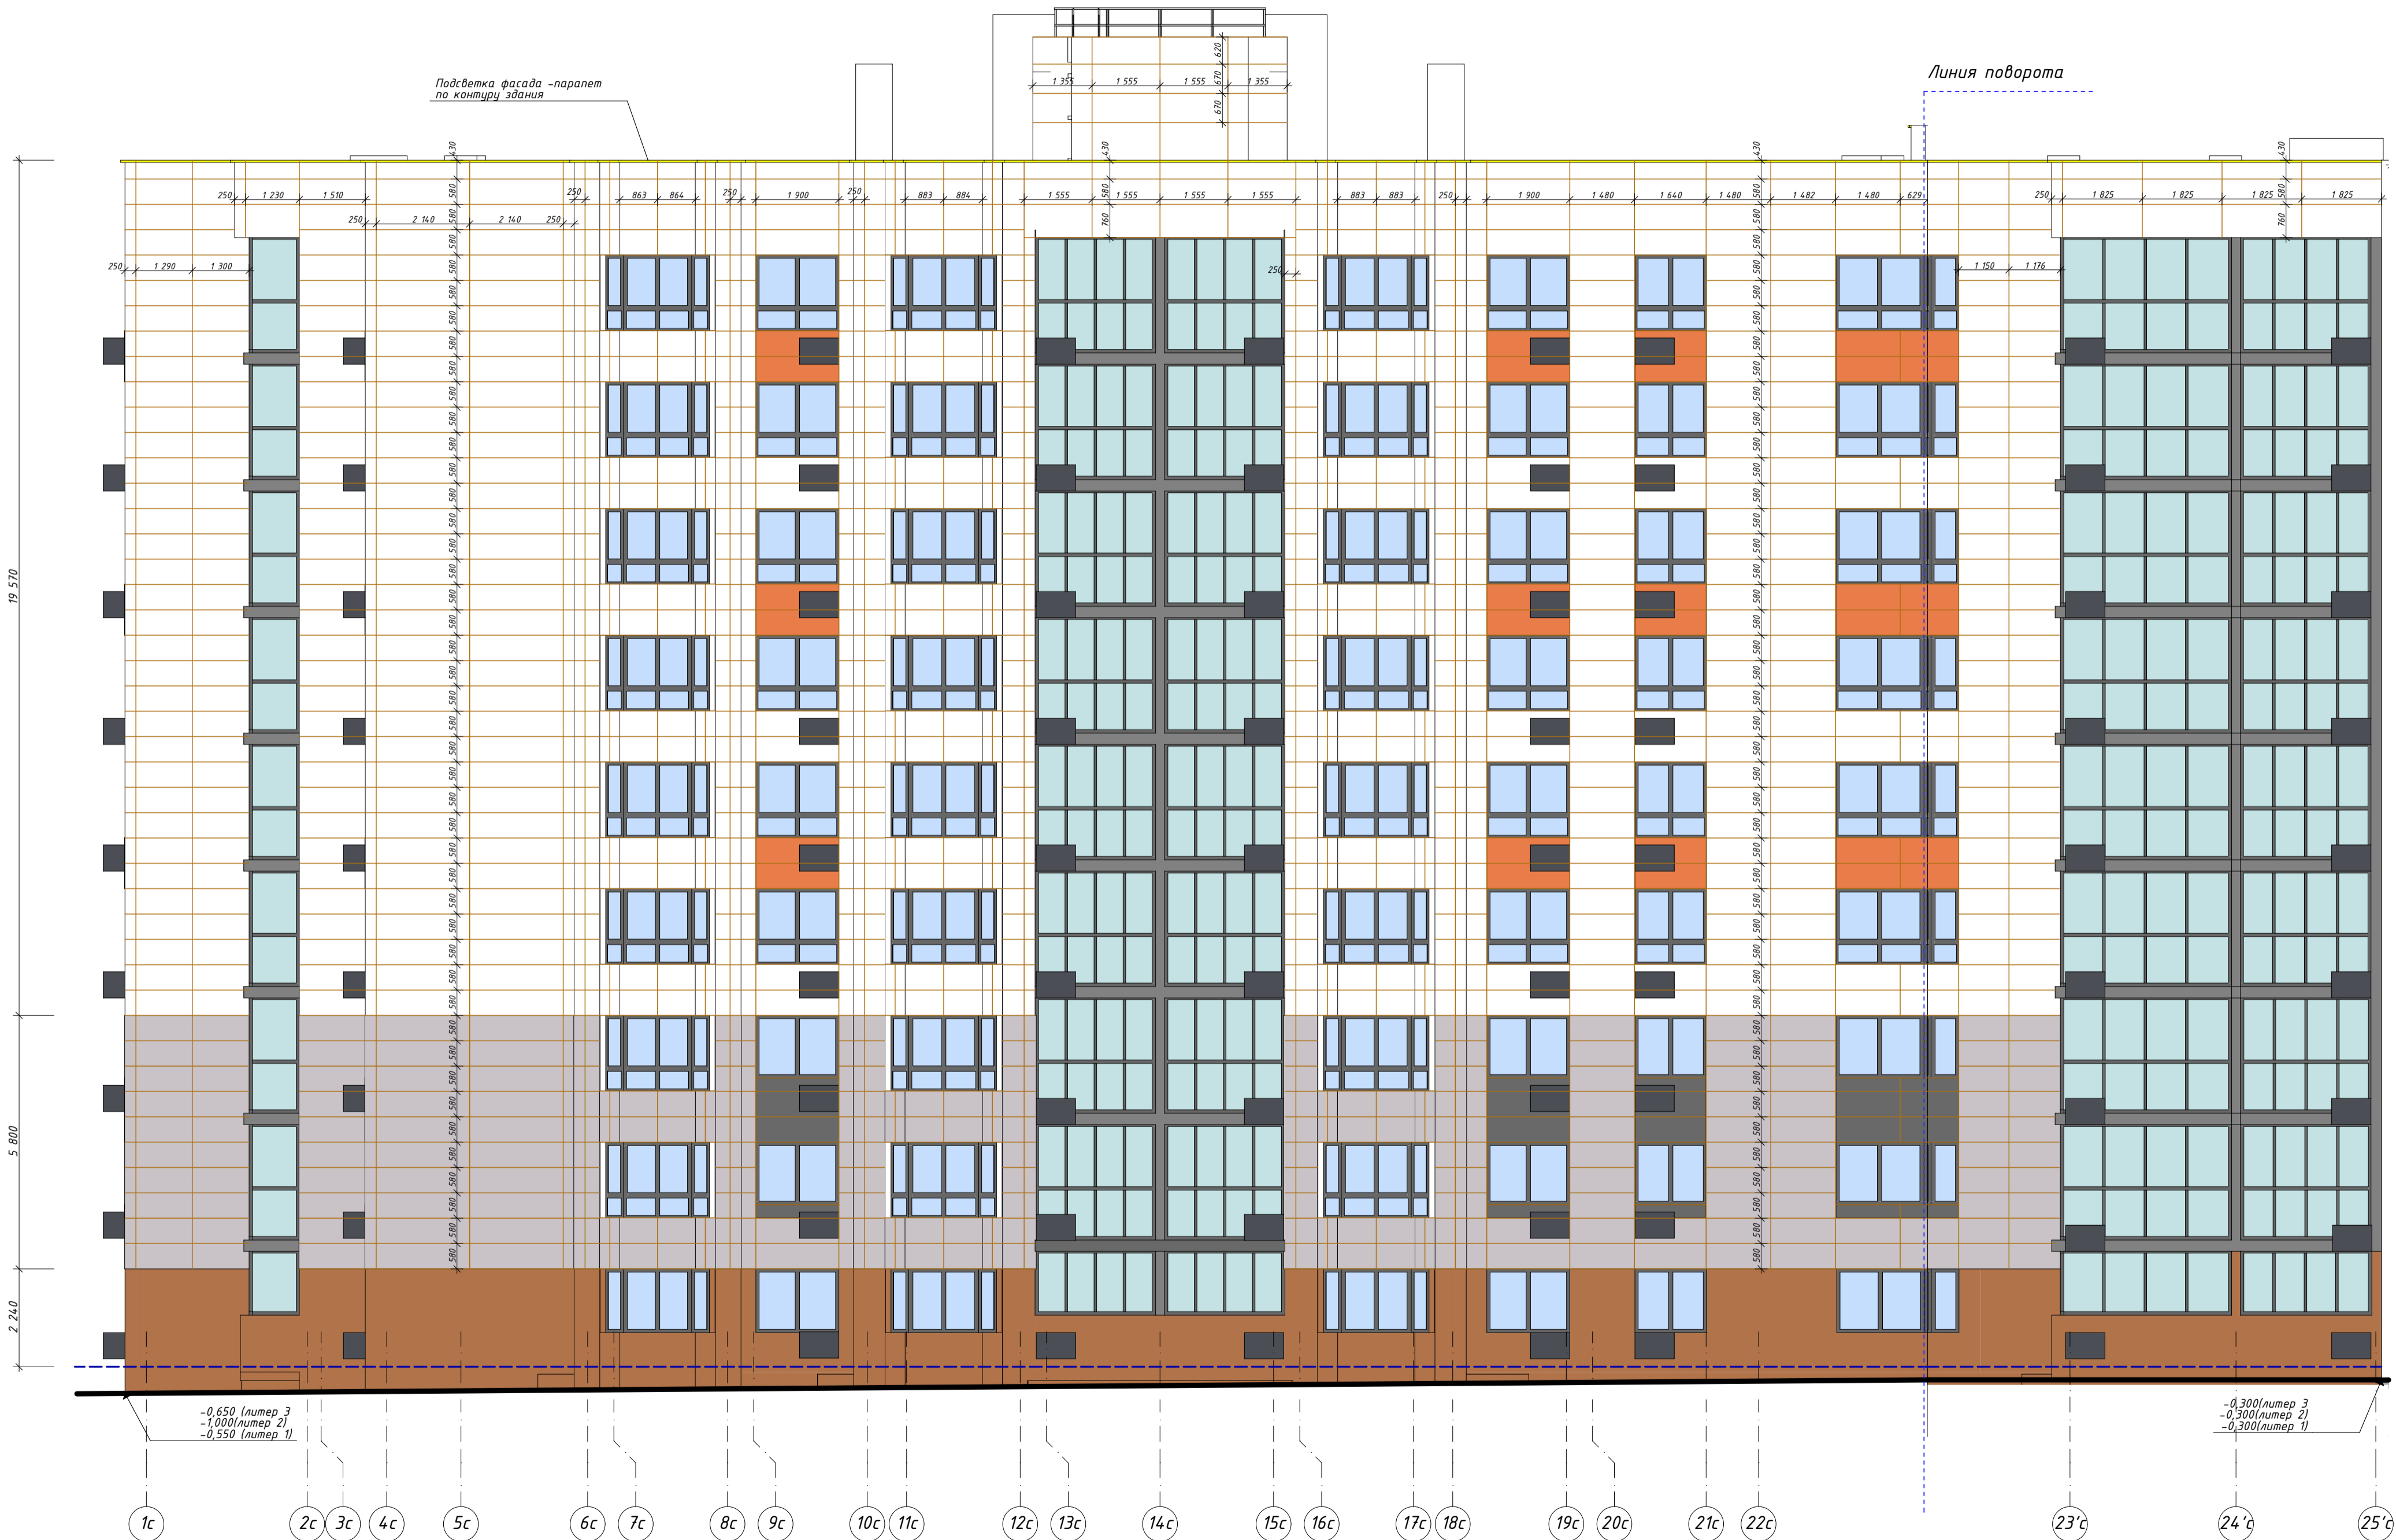 Линия поворота
Подсветка фасада -парапет
по контуру здания
620
670
670
1 355
1 555
1 555
1 355
430
430
430
430
580
580
580
580
760
760
250
1 230
1 510
250
863
864
250
1 900
250
883
884
1 555
1 555
1 555
1 555
883
883
250
1 900
1 480
1 640
1 480
1 482
1 480
629
250
1 825
1 825
1 825
1 825
250
2 140
2 140
250
250
1 290
1 300
250
1 150
1 176
19 570
5 800
2 240
-0,650 (литер 3
-1,000(литер 2)
-0,550 (литер 1)
-0,300(литер 3
-0,300(литер 2)
-0,300(литер 1)
1с
2с
3с
4с
5с
6с
7с
8с
9с
10с
11с
12с
13с
14с
15с
16с
17с
18с
19с
20с
21с
22с
23'с
24'с
25'с